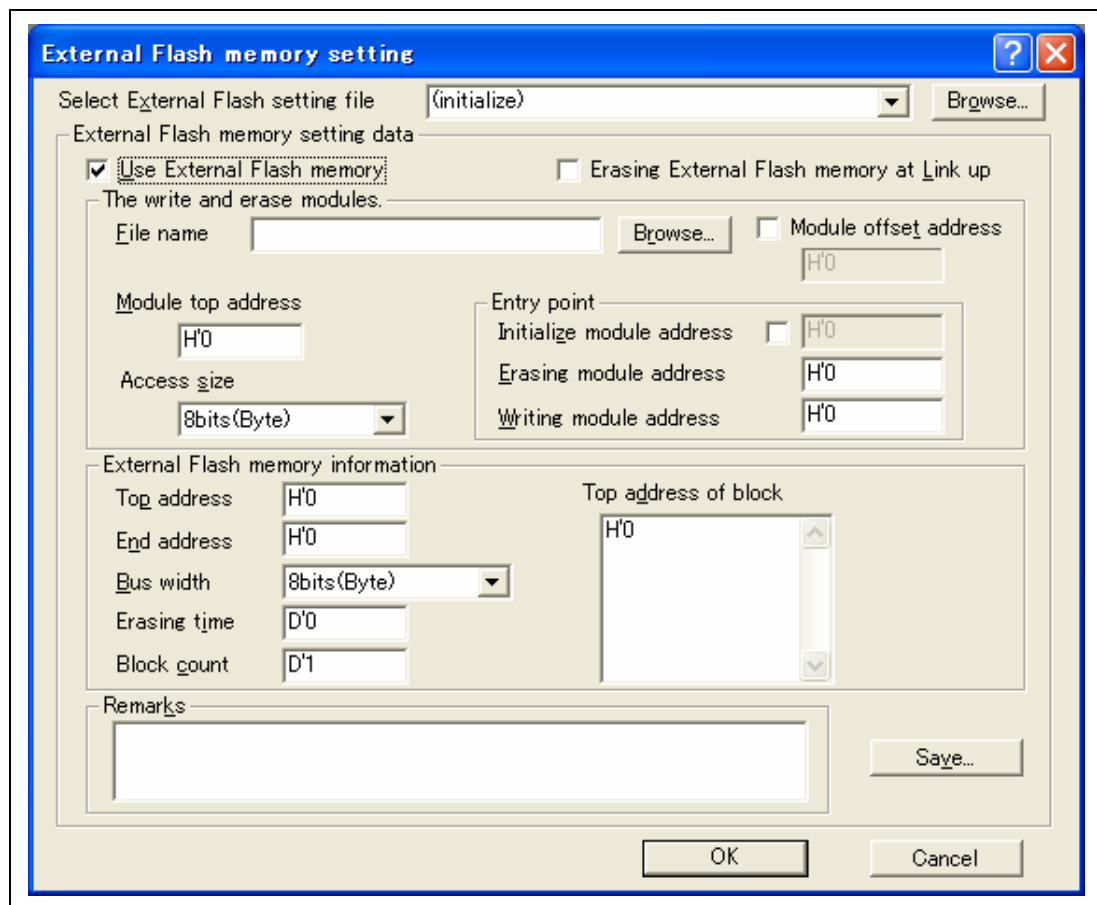 External Flash memory setting
Select External Flash setting file (initialize) Browse...
External Flash memory setting data
Use External Flash memory Erasing External Flash memory at Link up
The write and erase modules.
File name Browse... Module offset address
H'0
Module top address
H'0
Access size
8bits(Byte)
Entry point
Initialize module address H'0
Erasing module address H'0
Writing module address H'0
External Flash memory information
Top address H'0
End address H'0
Bus width 8bits(Byte)
Erasing time D'0
Block count D'1
Top address of block
H'0
Remarks
Save...
OK Cancel